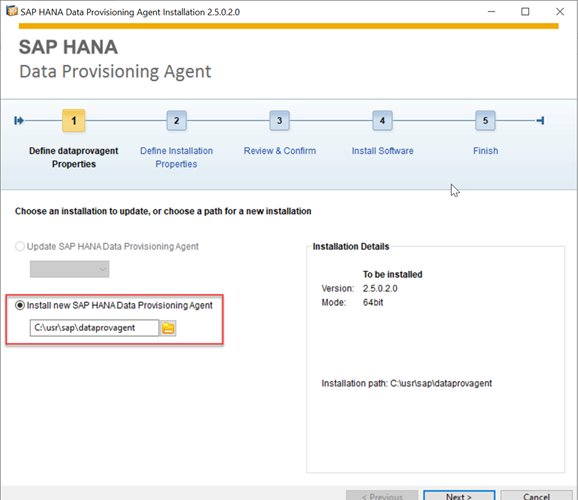 SAP HANA Data Provisioning Agent Installation 2.5.0.2.0
SAP HANA
Data Provisioning Agent
1
2
3
4
5
Define dataprovagent
Properties
Define Installation
Properties
Review & Confirm
Install Software
Finish
Choose an installation to update, or choose a path for a new installation
Update SAP HANA Data Provisioning Agent
Install new SAP HANA Data Provisioning Agent
C:\usr\sap\dataprovagent
Installation Details
To be installed
Version: 2.5.0.2.0
Mode: 64bit
Installation path: C:\usr\sap\dataprovagent
< Previous
Next >
Cancel